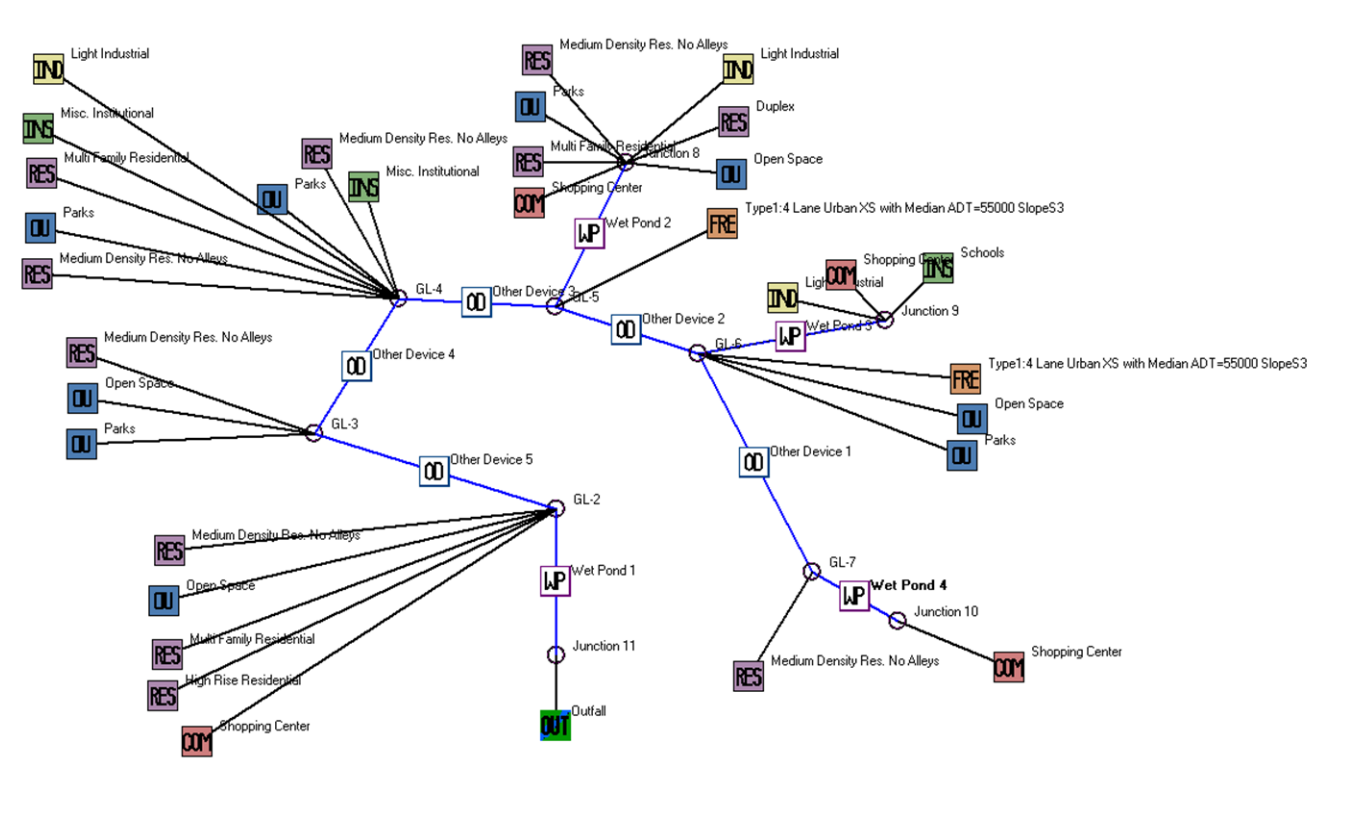 IND Light Industrial
INS Misc. Institutional
RES Multi Family Residential
OU Parks
RES Medium Density Res. No Alleys
RES Medium Density Res. No Alleys
OU Parks
INS Misc. Institutional
GL-4
OD Other Device 3
RES Medium Density Res. No Alleys
OU Parks
RES Multi Family Residential
COM Shopping Center
IND Light Industrial
RES Duplex
OU Open Space
Junction 8
WP Wet Pond 2
FRE Type1:4 Lane Urban XS with Median ADT=55000 SlopeS3
GL-5
OD Other Device 2
IND Light Industrial
COM Shopping Center
INS Schools
Junction 9
WP Wet Pond 3
GL-6
FRE Type1:4 Lane Urban XS with Median ADT=55000 SlopeS3
OU Open Space
OU Parks
OD Other Device 4
RES Medium Density Res. No Alleys
OU Open Space
OU Parks
GL-3
OD Other Device 5
OD Other Device 1
GL-2
RES Medium Density Res. No Alleys
OU Open Space
RES Multi Family Residential
RES High Rise Residential
COM Shopping Center
WP Wet Pond 1
Junction 11
OUT Outfall
GL-7
WP Wet Pond 4
Junction 10
RES Medium Density Res. No Alleys
COM Shopping Center